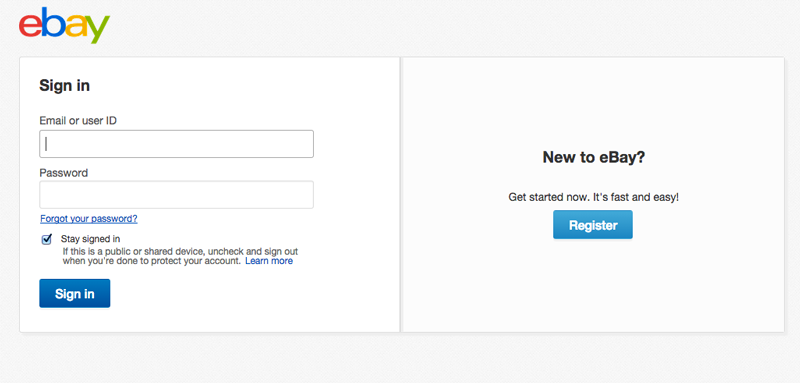 ebay
Sign in
Email or user ID
Password
Forgot your password?
Stay signed in
If this is a public or shared device, uncheck and sign out
when you're done to protect your account. Learn more
Sign in
New to eBay?
Get started now. It's fast and easy!
Register